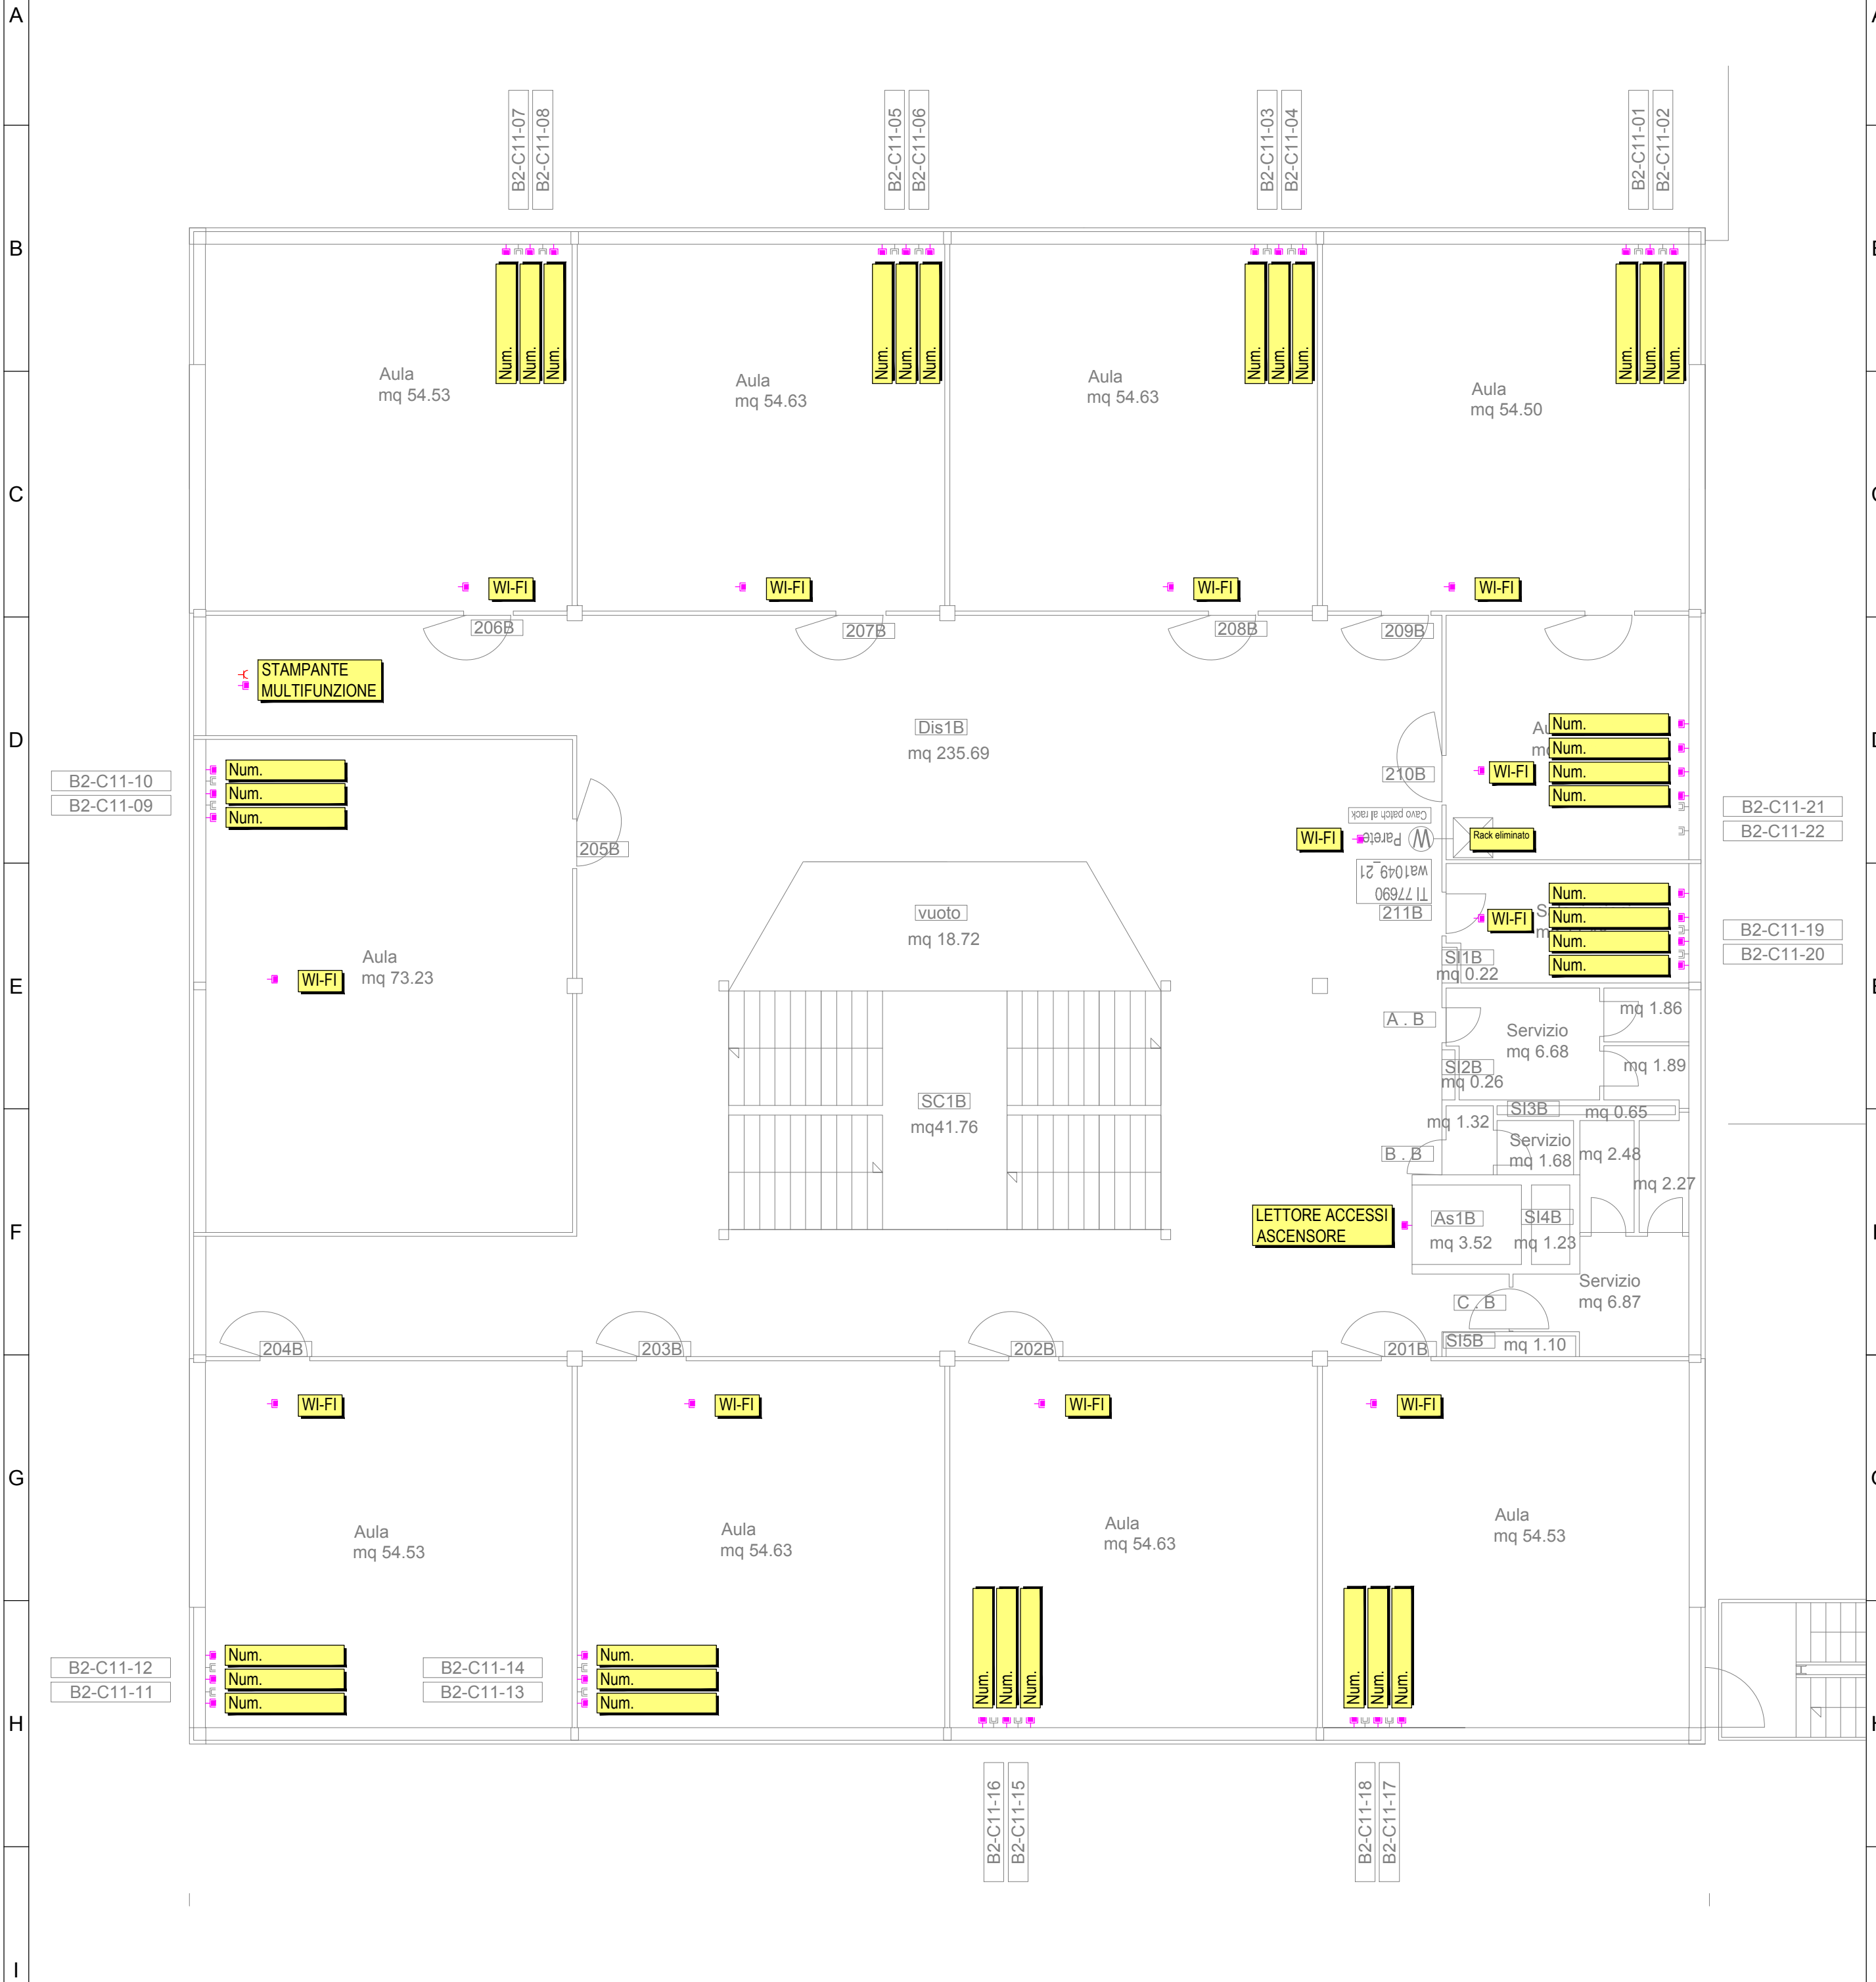 A
A
B2-C11-07
B2-C11-08
B2-C11-05
B2-C11-06
B2-C11-03
B2-C11-04
B2-C11-01
B2-C11-02
B
Num.
Num.
Num.
Num.
Num.
Num.
Num.
Num.
Num.
Num.
Num.
Num.
Aula
mq 54.53
Aula
mq 54.63
Aula
mq 54.63
Aula
mq 54.50
C
WI-FI
WI-FI
WI-FI
WI-FI
206B
207B
208B
209B
STAMPANTE
MULTIFUNZIONE
D
Dis1B
mq 235.69
Num.
Num.
Num.
Num.
WI-FI
210B
B2-C11-10
B2-C11-09
Num.
Num.
Num.
B2-C11-21
B2-C11-22
Cavo patch al rack
WI-FI
Parete
W
Rack eliminato
205B
TI 77690
wa1049_21
211B
vuoto
mq 18.72
Num.
Num.
Num.
Num.
WI-FI
B2-C11-19
B2-C11-20
E
Aula
mq 73.23
WI-FI
SI1B
mq 0.22
mq 1.86
A . B
Servizio
mq 6.68
SI2B
mq 0.26
mq 1.89
SC1B
mq41.76
SI3B
mq 0.65
mq 1.32
Servizio
mq 1.68
mq 2.48
B . B
mq 2.27
F
LETTORE ACCESSI
ASCENSORE
As1B
mq 3.52
SI4B
mq 1.23
Servizio
mq 6.87
C . B
204B
203B
202B
201B
SI5B
mq 1.10
WI-FI
WI-FI
WI-FI
WI-FI
G
Aula
mq 54.53
Aula
mq 54.63
Aula
mq 54.63
Aula
mq 54.53
B2-C11-12
B2-C11-11
Num.
Num.
Num.
B2-C11-14
B2-C11-13
Num.
Num.
Num.
Num.
Num.
Num.
Num.
Num.
Num.
H
B2-C11-16
B2-C11-15
B2-C11-18
B2-C11-17
I